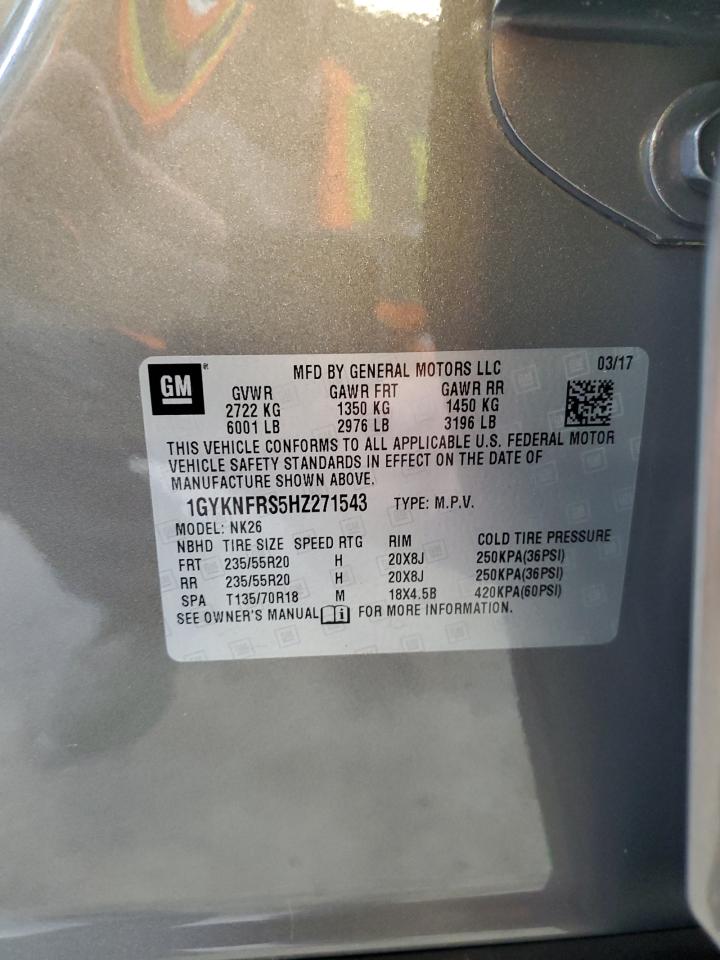 GM ® MFD BY GENERAL MOTORS LLC 03/17
GVWR GAWR FRT GAWR RR
2722 KG 1350 KG 1450 KG
6001 LB 2976 LB 3196 LB
THIS VEHICLE CONFORMS TO ALL APPLICABLE U.S. FEDERAL MOTOR
VEHICLE SAFETY STANDARDS IN EFFECT ON THE DATE OF
MANUFACTURE SHOWN ABOVE.
1GYKNFRS5HZ271543 TYPE: M.P.V.
MODEL: NK26
NBHD TIRE SIZE SPEED RTG RIM COLD TIRE PRESSURE
FRT 235/55R20 H 20X8J 250KPA(36PSI)
RR 235/55R20 H 20X8J 250KPA(36PSI)
SPA T135/70R18 M 18X4.5B 420KPA(60PSI)
SEE OWNER'S MANUAL FOR MORE INFORMATION.